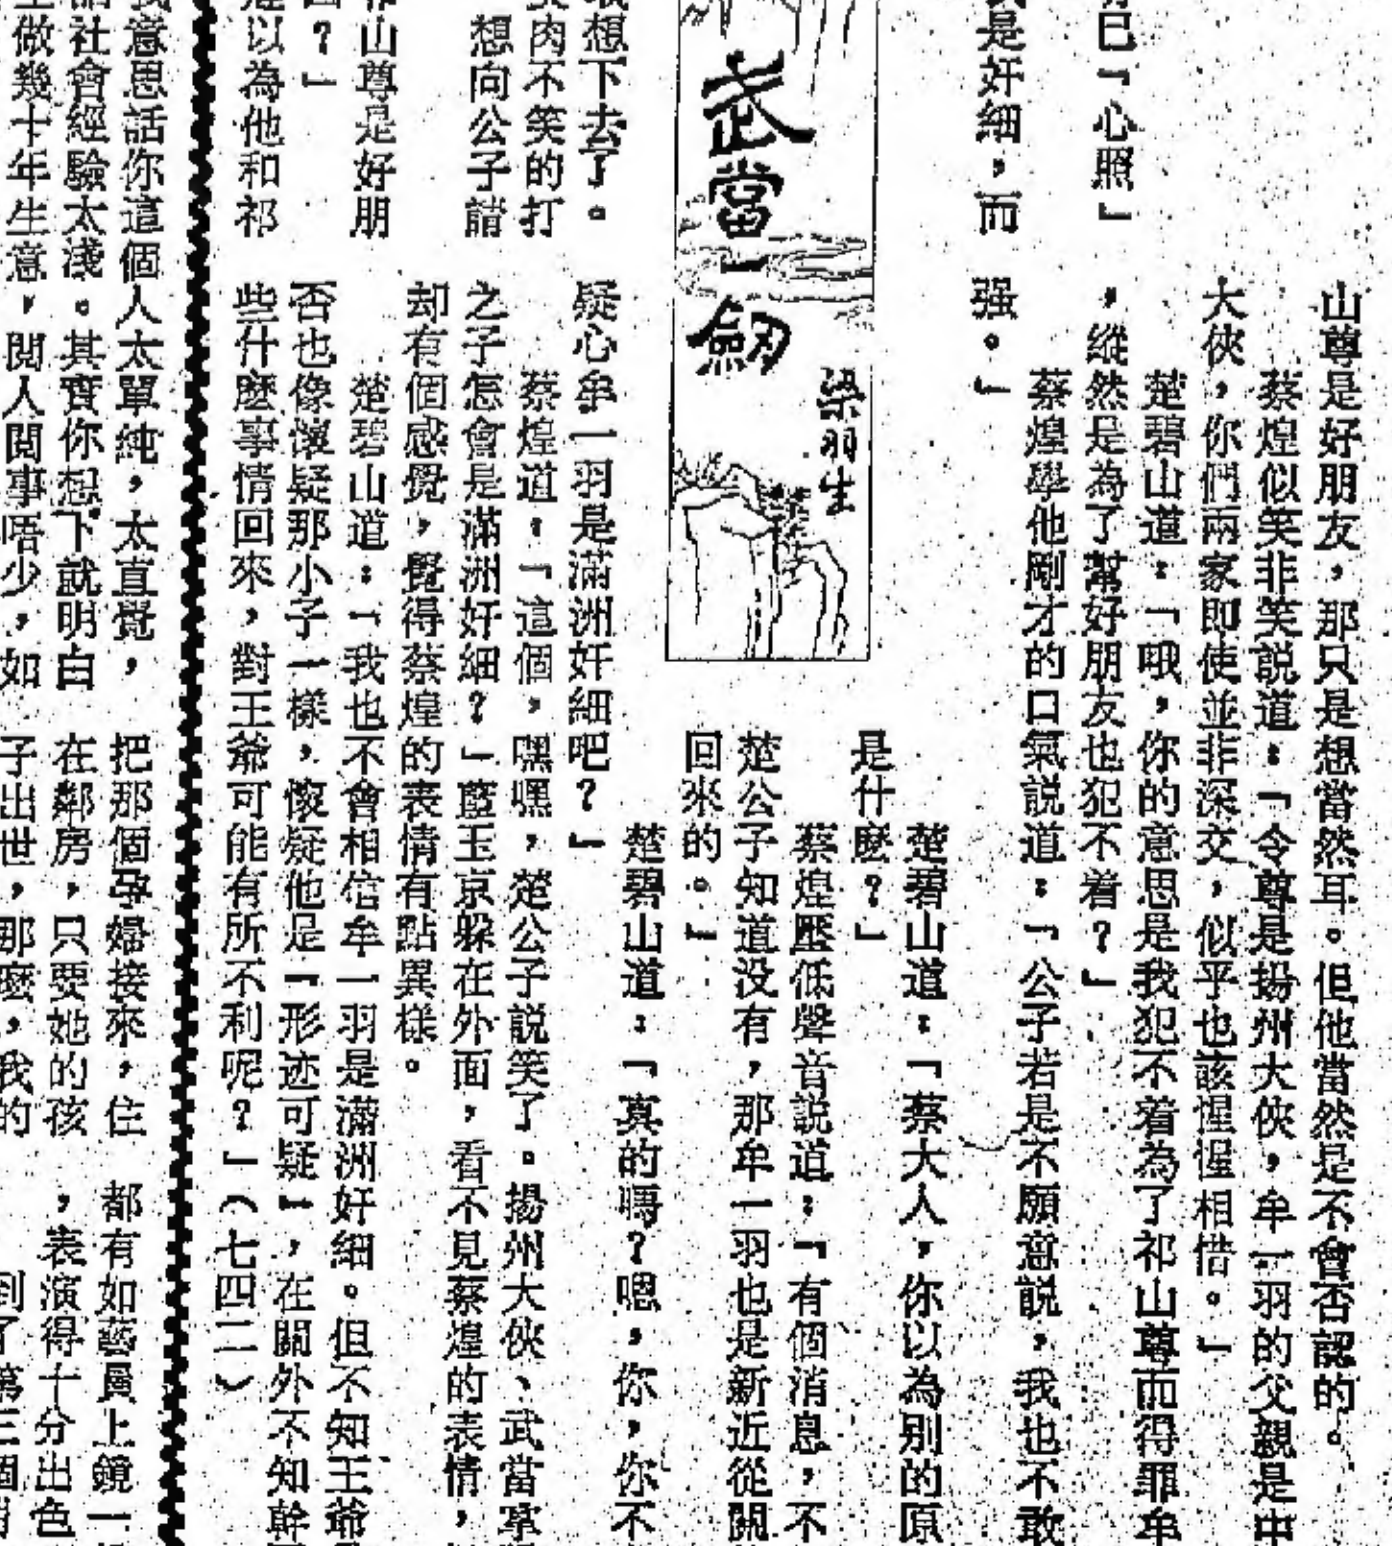 已「心照」
是奸細，而
武當一劍
梁羽生
想下去了。
肉不笑的打
想向公子請
山尊是好朋
？」
以為他和祁
山尊是好朋友，那只是想當然耳。但他當然是不會否認的。
蔡煌似笑非笑説道：「令尊是揚州大俠，牟一羽的父親是中
大俠，你們兩家即使並非深交，似乎也該惺惺相惜。」
楚碧山道：「哦，你的意思是我犯不着為了祁山尊而得罪牟
，縱然是為了幫好朋友也犯不着？」
蔡煌學他剛才的口氣説道：「公子若是不願意説，我也不敢
强。」
楚碧山道：「蔡大人，你以為别的原
是什麽？」
蔡煌壓低聲音説道：「有個消息，不
楚公子知道没有，那牟一羽也是新近從關
回來的。」
楚碧山道：「真的嗎？嗯，你，你不
疑心牟一羽是滿洲奸細吧？」
蔡煌道：「這個，嘿嘿，楚公子説笑了。揚州大俠、武當掌
之子怎會是滿洲奸細？」藍玉京躲在外面，看不見蔡煌的表情，
却有個感覺，覺得蔡煌的表情有點異樣。
楚碧山道：「我也不會相信牟一羽是滿洲奸細。但不知王爺
否也像懷疑那小子一樣，懷疑他是『形迹可疑』，在關外不知幹
些什麽事情回來，對王爺可能有所不利呢？」（七四二）
意思話你這個人太單純，太直覺，
社會經驗太淺。其實你想下就明白
做幾十年生意，閱人閱事唔少，如
把那個孕婦接來，住
在鄰房，只要她的孩
子出世，那麽，我的
都有如藝員上鏡一
，表演得十分出色
到了第三個